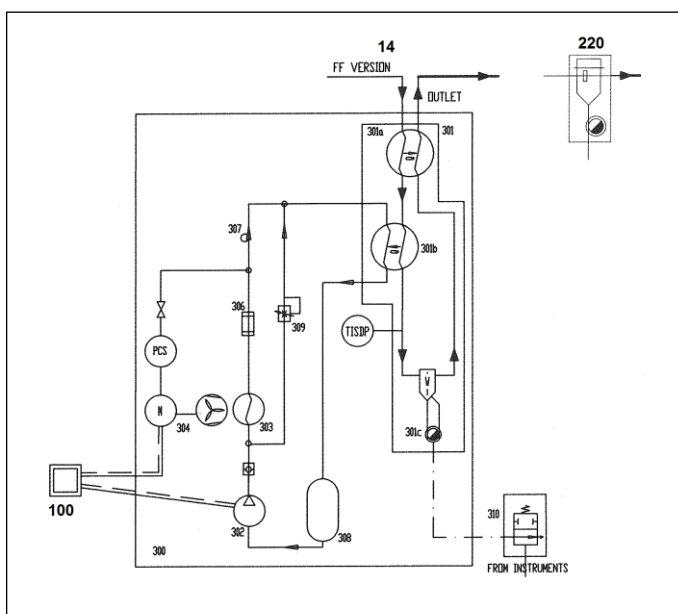 14
220
FF VERSION
OUTLET
301a
301
307
301b
306
309
TISDP
PCS
V
M
304
303
301c
100
302
308
310
300
FROM INSTRUMENTS